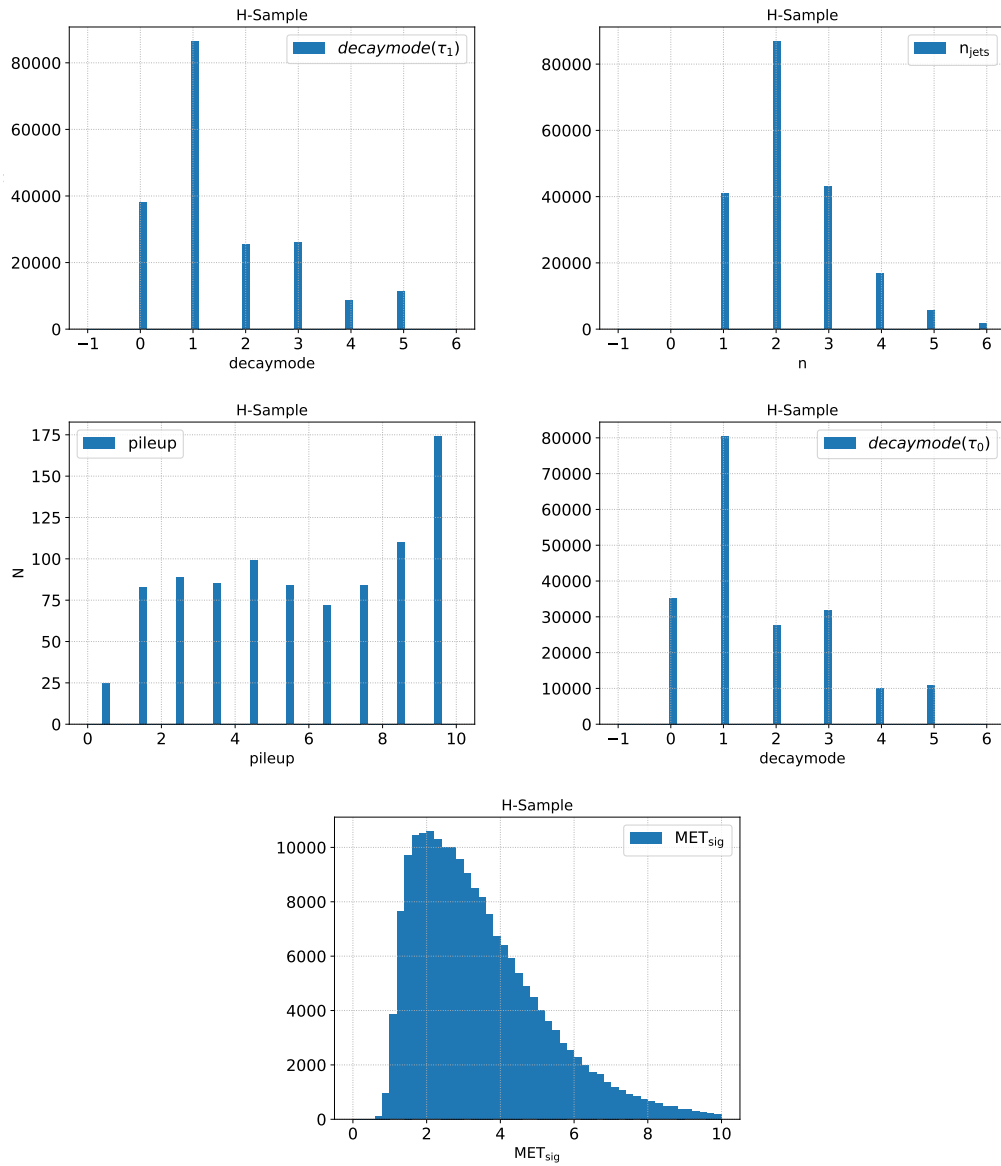 H-Sample
decaymode(τ₁)
80000
60000
40000
20000
0
−1 0 1 2 3 4 5 6
decaymode
H-Sample
n_jets
80000
60000
40000
20000
0
−1 0 1 2 3 4 5 6
n
H-Sample
pileup
175
150
125
100
75
50
25
0
N
0 2 4 6 8 10
pileup
H-Sample
decaymode(τ₀)
80000
70000
60000
50000
40000
30000
20000
10000
0
−1 0 1 2 3 4 5 6
decaymode
H-Sample
MET_sig
10000
8000
6000
4000
2000
0
0 2 4 6 8 10
MET_sig